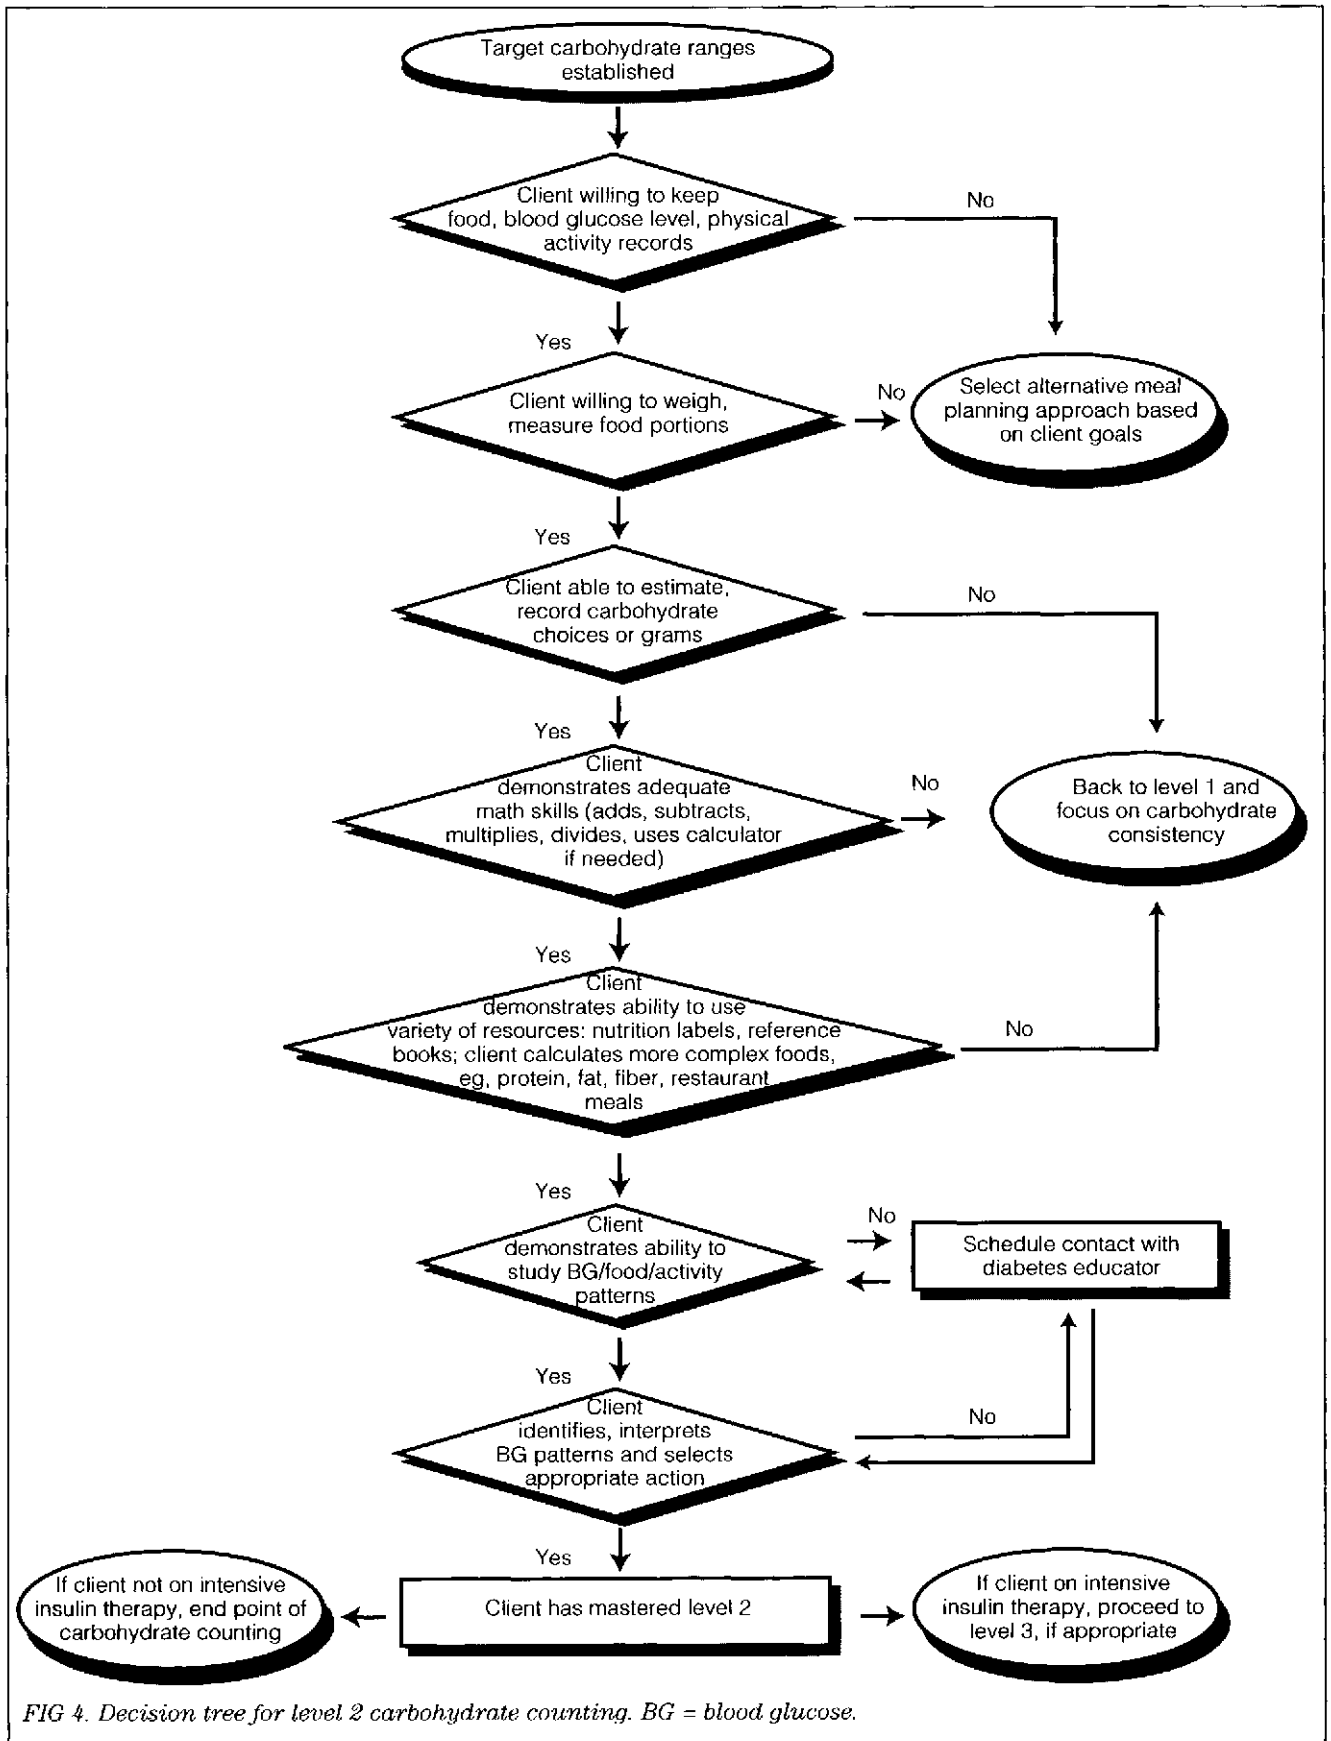 Target carbohydrate ranges
established
Client willing to keep
food, blood glucose level, physical
activity records
No
Yes
Client willing to weigh,
measure food portions
No
Select alternative meal
planning approach based
on client goals
Yes
Client able to estimate,
record carbohydrate
choices or grams
No
Yes
Client
demonstrates adequate
math skills (adds, subtracts,
multiplies, divides, uses calculator
if needed)
No
Back to level 1 and
focus on carbohydrate
consistency
Yes
Client
demonstrates ability to use
variety of resources: nutrition labels, reference
books; client calculates more complex foods,
eg, protein, fat, fiber, restaurant
meals
No
Yes
Client
demonstrates ability to
study BG/food/activity
patterns
No
Schedule contact with
diabetes educator
Yes
Client
identifies, interprets
BG patterns and selects
appropriate action
No
Yes
If client not on intensive
insulin therapy, end point of
carbohydrate counting
Client has mastered level 2
If client on intensive
insulin therapy, proceed to
level 3, if appropriate
FIG 4. Decision tree for level 2 carbohydrate counting. BG = blood glucose.